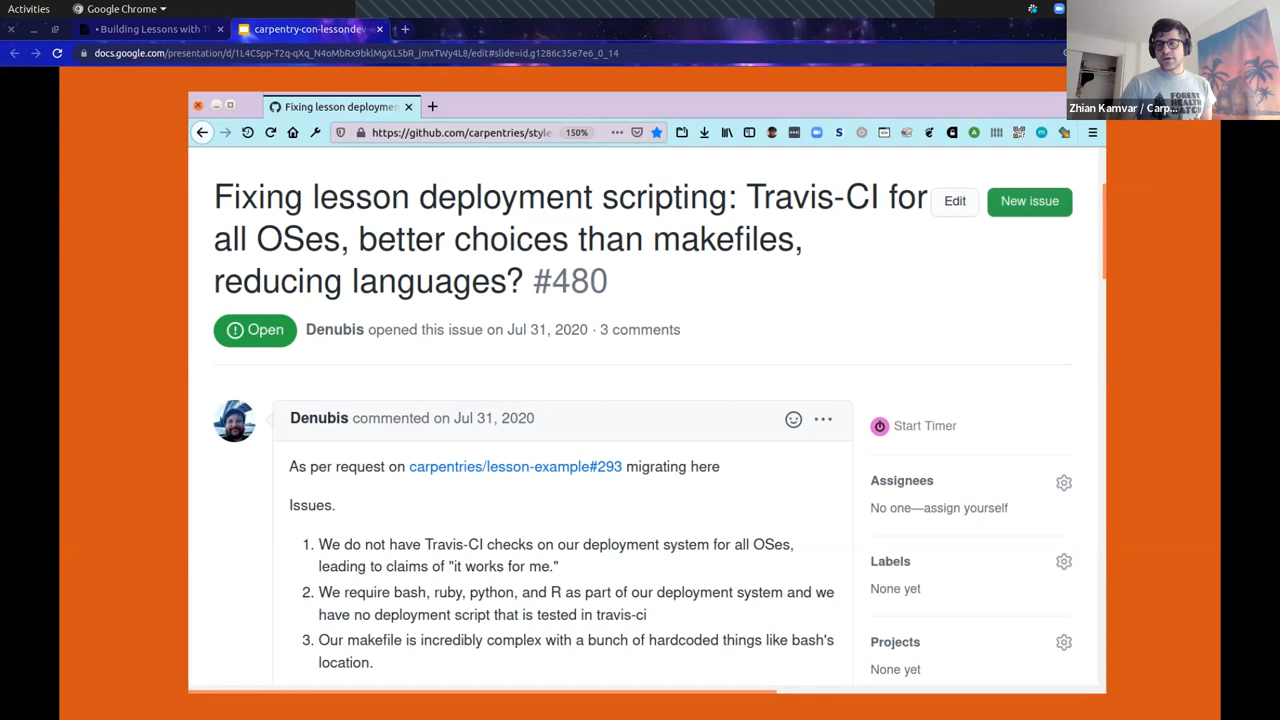 Activities
Google Chrome
• Building Lessons with T
carpentry-con-lessondev
docs.google.com/presentation/d/1L4CSpp-T2q-qXq_N4oMbRx9bklMgXL5bR_jmxTWy4L8/edit#slide=id.g1286c35e7e6_0_14
Zhian Kamvar / Carp...
Fixing lesson deploymen
https://github.com/carpentries/style
150%
Fixing lesson deployment scripting: Travis-CI for
all OSes, better choices than makefiles,
reducing languages? #480
Edit
New issue
Open
Denubis opened this issue on Jul 31, 2020 · 3 comments
Denubis commented on Jul 31, 2020
As per request on carpentries/lesson-example#293 migrating here
Issues.
1. We do not have Travis-CI checks on our deployment system for all OSes,
leading to claims of "it works for me."
2. We require bash, ruby, python, and R as part of our deployment system and we
have no deployment script that is tested in travis-ci
3. Our makefile is incredibly complex with a bunch of hardcoded things like bash's
location.
Start Timer
Assignees
No one—assign yourself
Labels
None yet
Projects
None yet